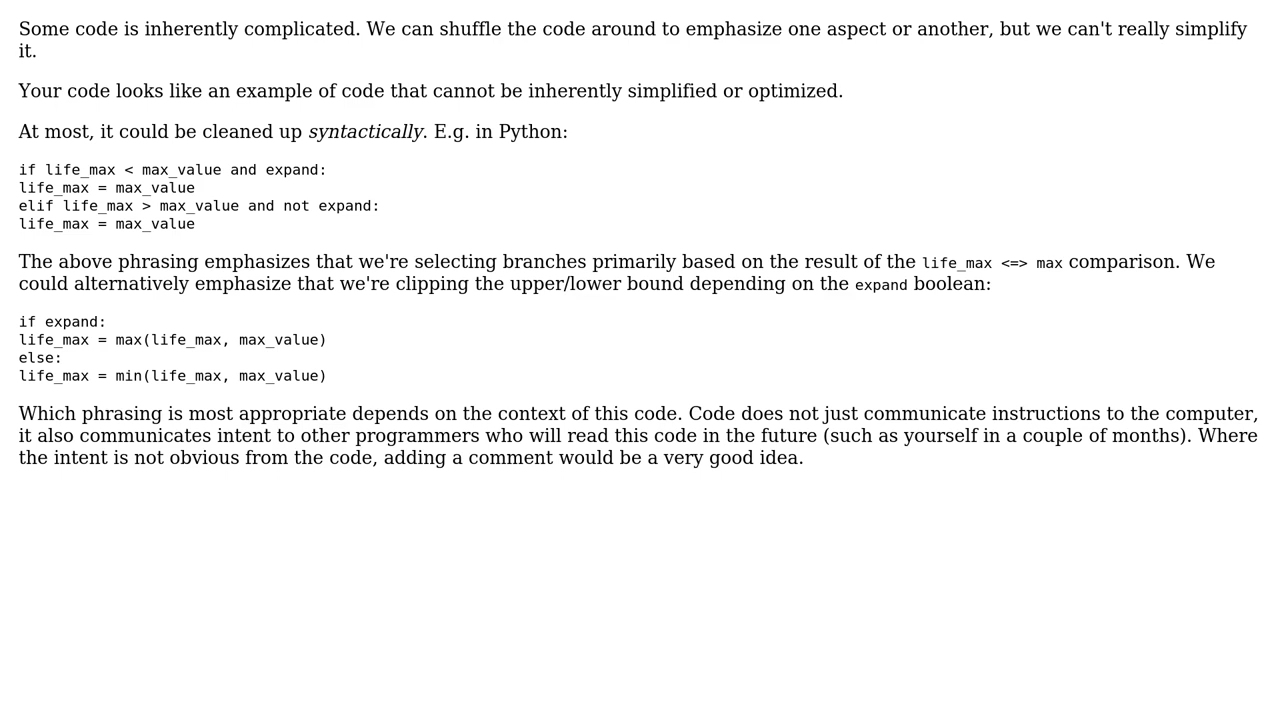 Some code is inherently complicated. We can shuffle the code around to emphasize one aspect or another, but we can't really simplify
it.
Your code looks like an example of code that cannot be inherently simplified or optimized.
At most, it could be cleaned up syntactically. E.g. in Python:
if life_max < max_value and expand:
life_max = max_value
elif life_max > max_value and not expand:
life_max = max_value
The above phrasing emphasizes that we're selecting branches primarily based on the result of the life_max <=> max comparison. We
could alternatively emphasize that we're clipping the upper/lower bound depending on the expand boolean:
if expand:
life_max = max(life_max, max_value)
else:
life_max = min(life_max, max_value)
Which phrasing is most appropriate depends on the context of this code. Code does not just communicate instructions to the computer,
it also communicates intent to other programmers who will read this code in the future (such as yourself in a couple of months). Where
the intent is not obvious from the code, adding a comment would be a very good idea.